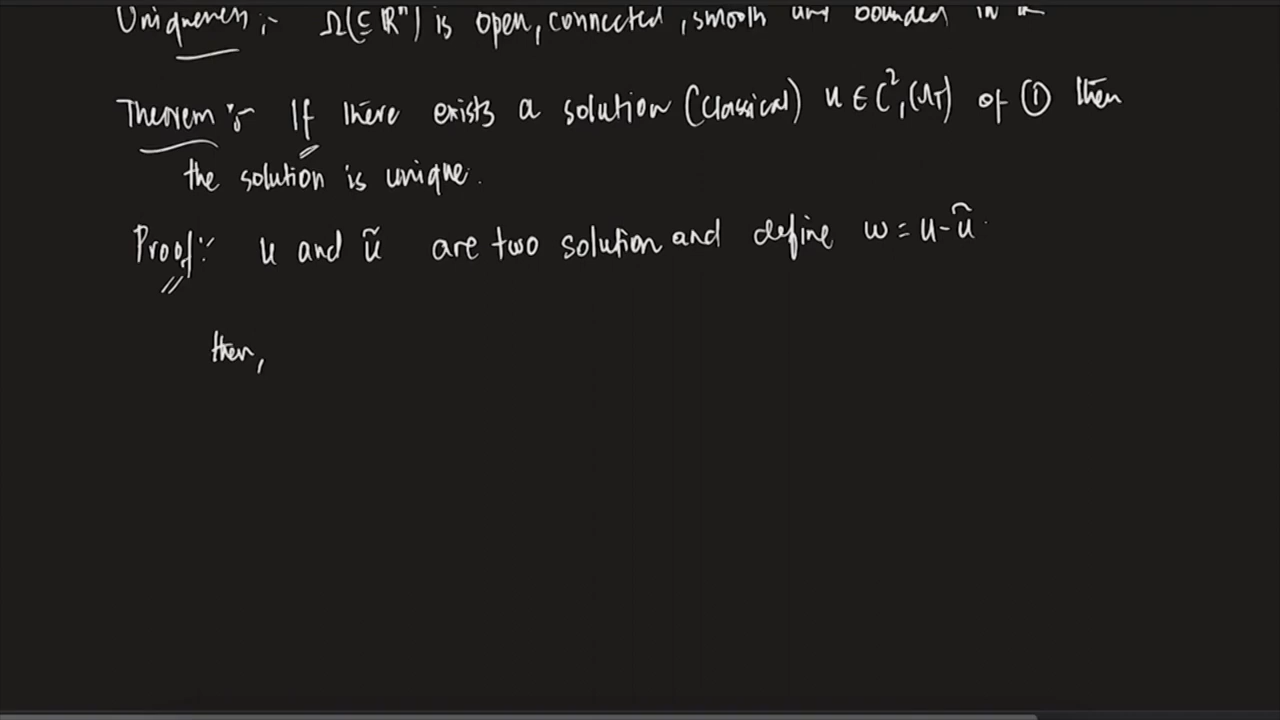 Uniqueness :- Ω(⊆ ℝⁿ) is open, connected, smooth and bounded in ℝ
Theorem :- If there exists a solution (classical) u ∈ C²,(Ω_T) of ① then
the solution is unique.
Proof :- u and ũ are two solution and define w = u - ũ.
then,